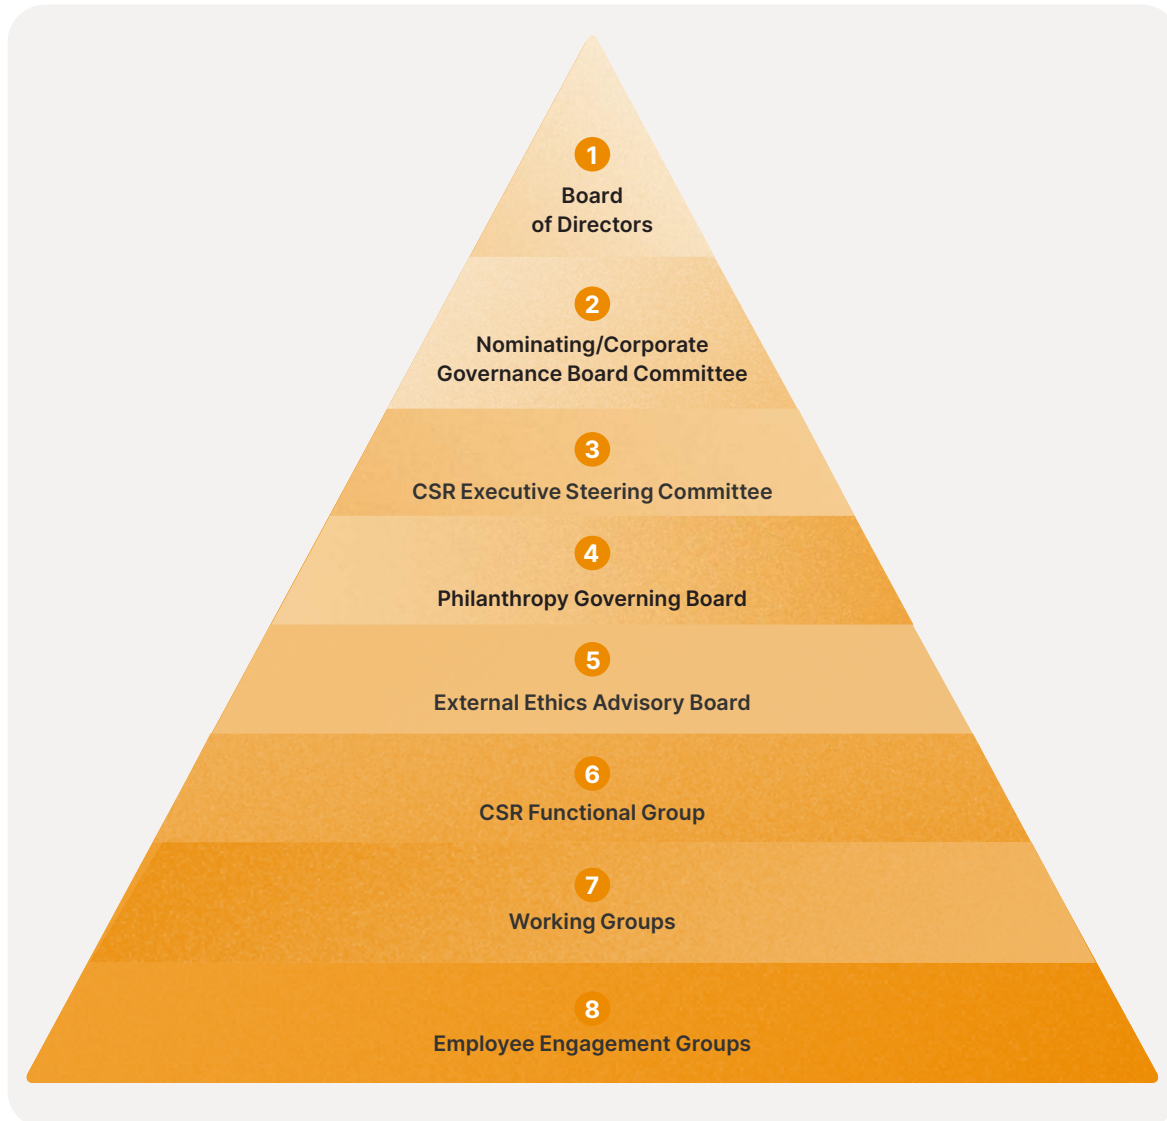 1
Board
of Directors
2
Nominating/Corporate
Governance Board Committee
3
CSR Executive Steering Committee
4
Philanthropy Governing Board
5
External Ethics Advisory Board
6
CSR Functional Group
7
Working Groups
8
Employee Engagement Groups